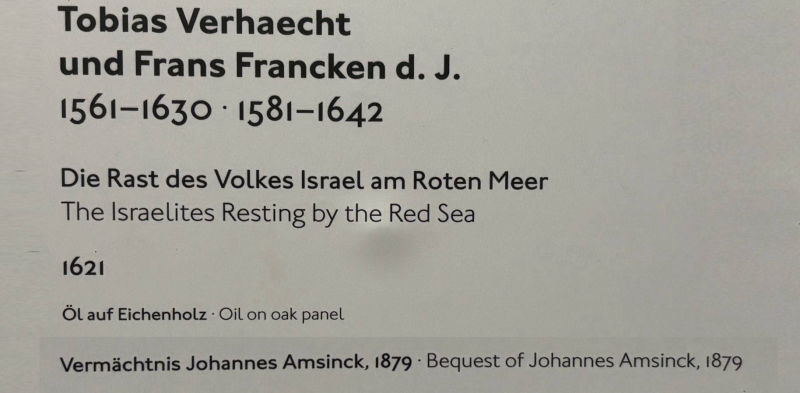 Tobias Verhaecht
und Frans Francken d. J.
1561–1630 · 1581–1642
Die Rast des Volkes Israel am Roten Meer
The Israelites Resting by the Red Sea
1621
Öl auf Eichenholz · Oil on oak panel
Vermächtnis Johannes Amsinck, 1879 · Bequest of Johannes Amsinck, 1879